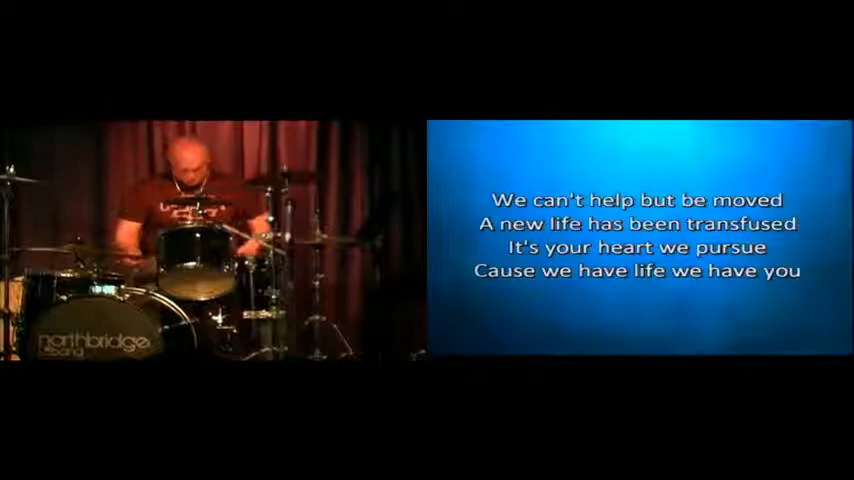 northbridge
We can't help but be moved
A new life has been transfused
It's your heart we pursue
Cause we have life we have you